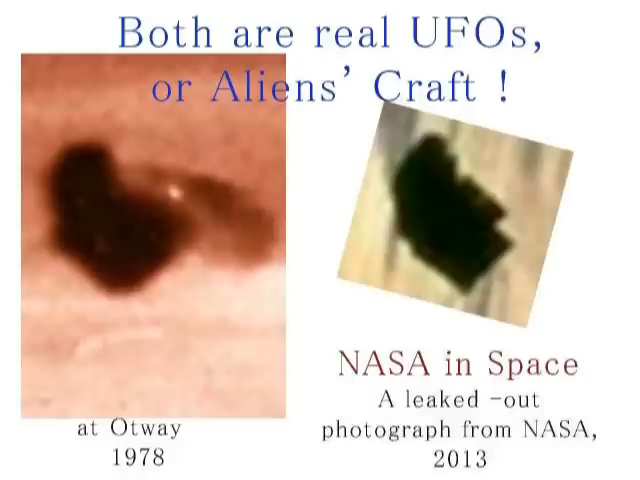 Both are real UFOs,
or Aliens' Craft !
at Otway
1978
NASA in Space
A leaked -out
photograph from NASA,
2013